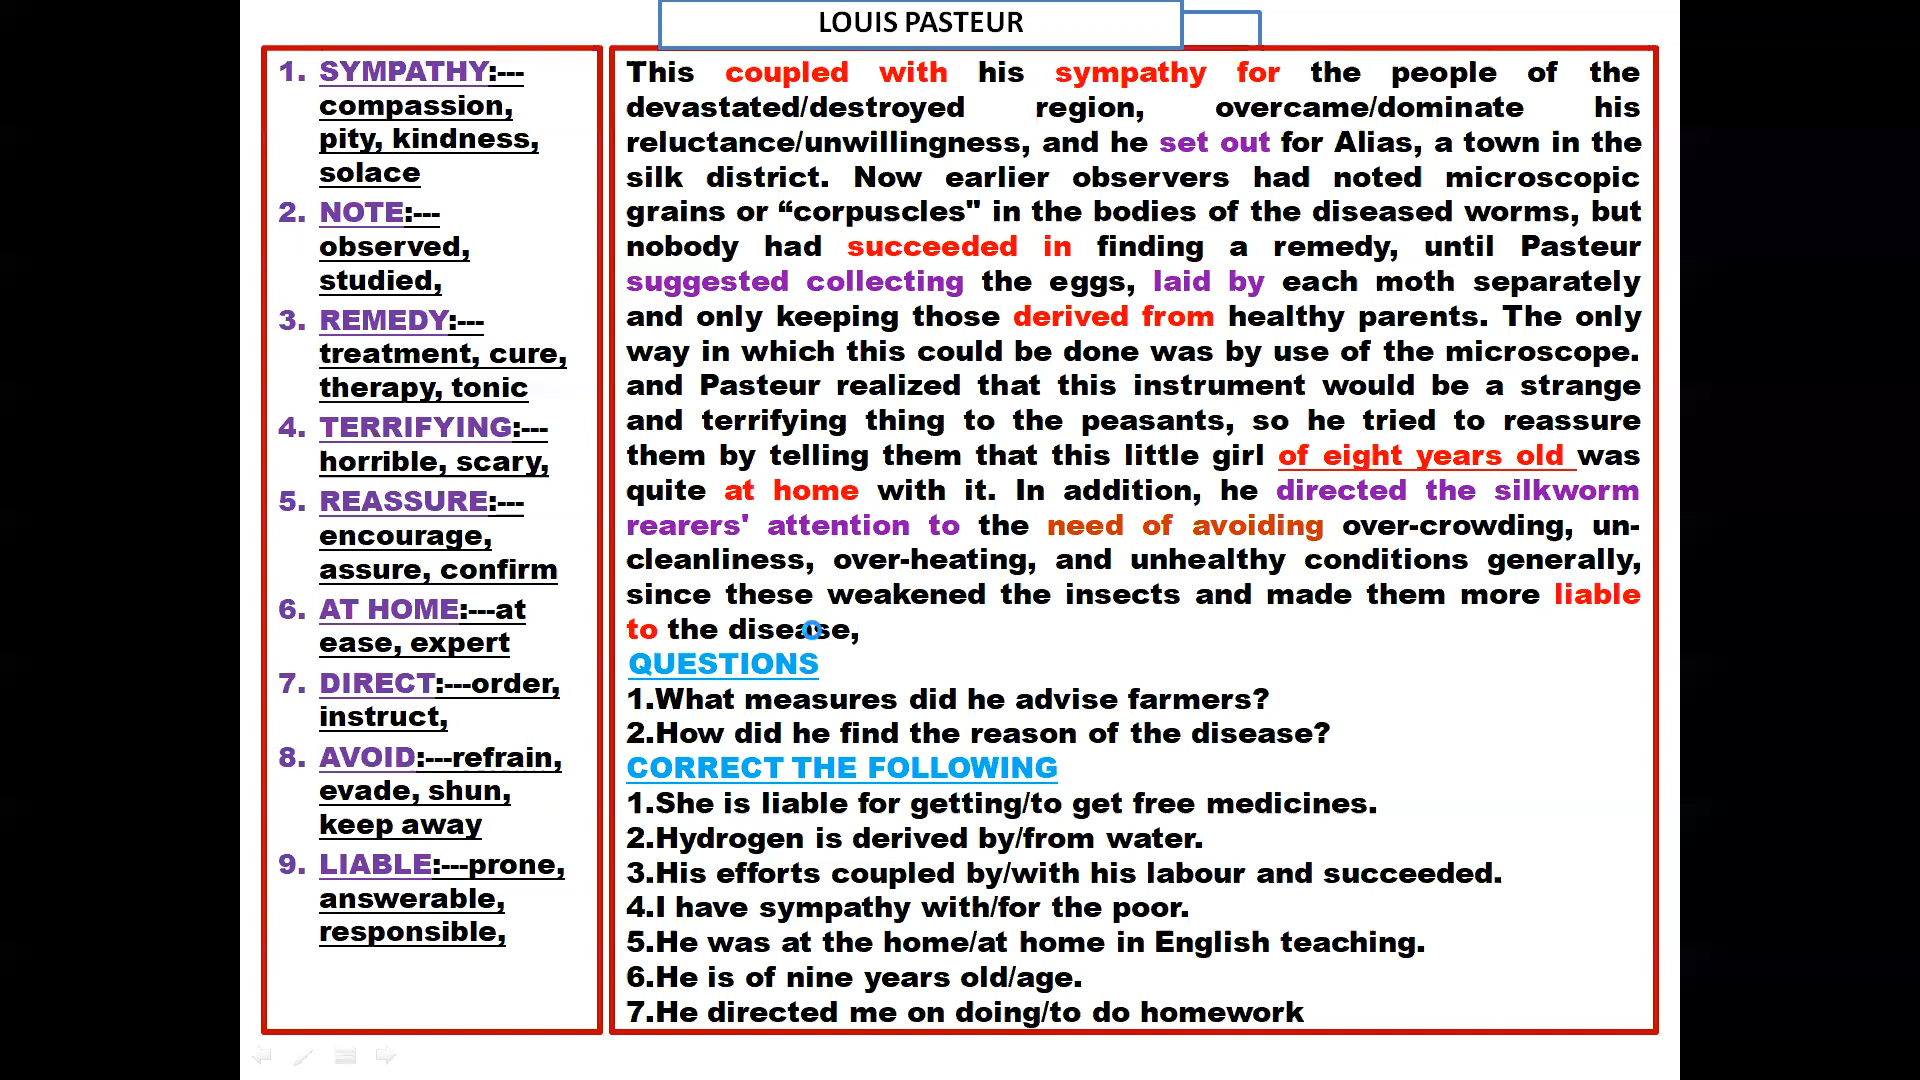 LOUIS PASTEUR
1. SYMPATHY:---
compassion,
pity, kindness,
solace
2. NOTE:---
observed,
studied,
3. REMEDY:---
treatment, cure,
therapy, tonic
4. TERRIFYING:---
horrible, scary,
5. REASSURE:---
encourage,
assure, confirm
6. AT HOME:---at
ease, expert
7. DIRECT:---order,
instruct,
8. AVOID:---refrain,
evade, shun,
keep away
9. LIABLE:---prone,
answerable,
responsible,
This coupled with his sympathy for the people of the
devastated/destroyed region, overcame/dominate his
reluctance/unwillingness, and he set out for Alias, a town in the
silk district. Now earlier observers had noted microscopic
grains or “corpuscles" in the bodies of the diseased worms, but
nobody had succeeded in finding a remedy, until Pasteur
suggested collecting the eggs, laid by each moth separately
and only keeping those derived from healthy parents. The only
way in which this could be done was by use of the microscope.
and Pasteur realized that this instrument would be a strange
and terrifying thing to the peasants, so he tried to reassure
them by telling them that this little girl of eight years old was
quite at home with it. In addition, he directed the silkworm
rearers' attention to the need of avoiding over-crowding, un-
cleanliness, over-heating, and unhealthy conditions generally,
since these weakened the insects and made them more liable
to the disease,
QUESTIONS
1.What measures did he advise farmers?
2.How did he find the reason of the disease?
CORRECT THE FOLLOWING
1.She is liable for getting/to get free medicines.
2.Hydrogen is derived by/from water.
3.His efforts coupled by/with his labour and succeeded.
4.I have sympathy with/for the poor.
5.He was at the home/at home in English teaching.
6.He is of nine years old/age.
7.He directed me on doing/to do homework